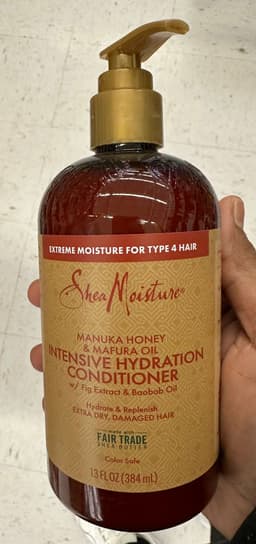 EXTREME MOISTURE FOR TYPE 4 HAIR
SheaMoisture®
MANUKA HONEY
& MAFURA OIL
INTENSIVE HYDRATION
CONDITIONER
w/ Fig Extract & Baobab Oil
Hydrate & Replenish
EXTRA DRY, DAMAGED HAIR
made with
FAIR TRADE
SHEA BUTTER
Color Safe
13 FL OZ (384 mL)